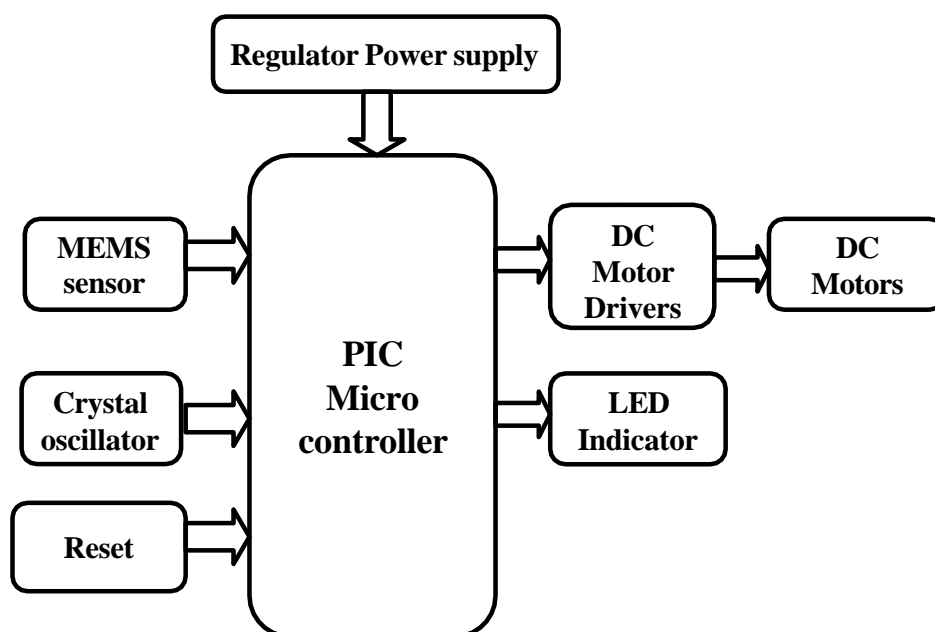 Regulator Power supply
MEMS
sensor
DC
Motor
Drivers
DC
Motors
PIC
Micro
controller
Crystal
oscillator
LED
Indicator
Reset